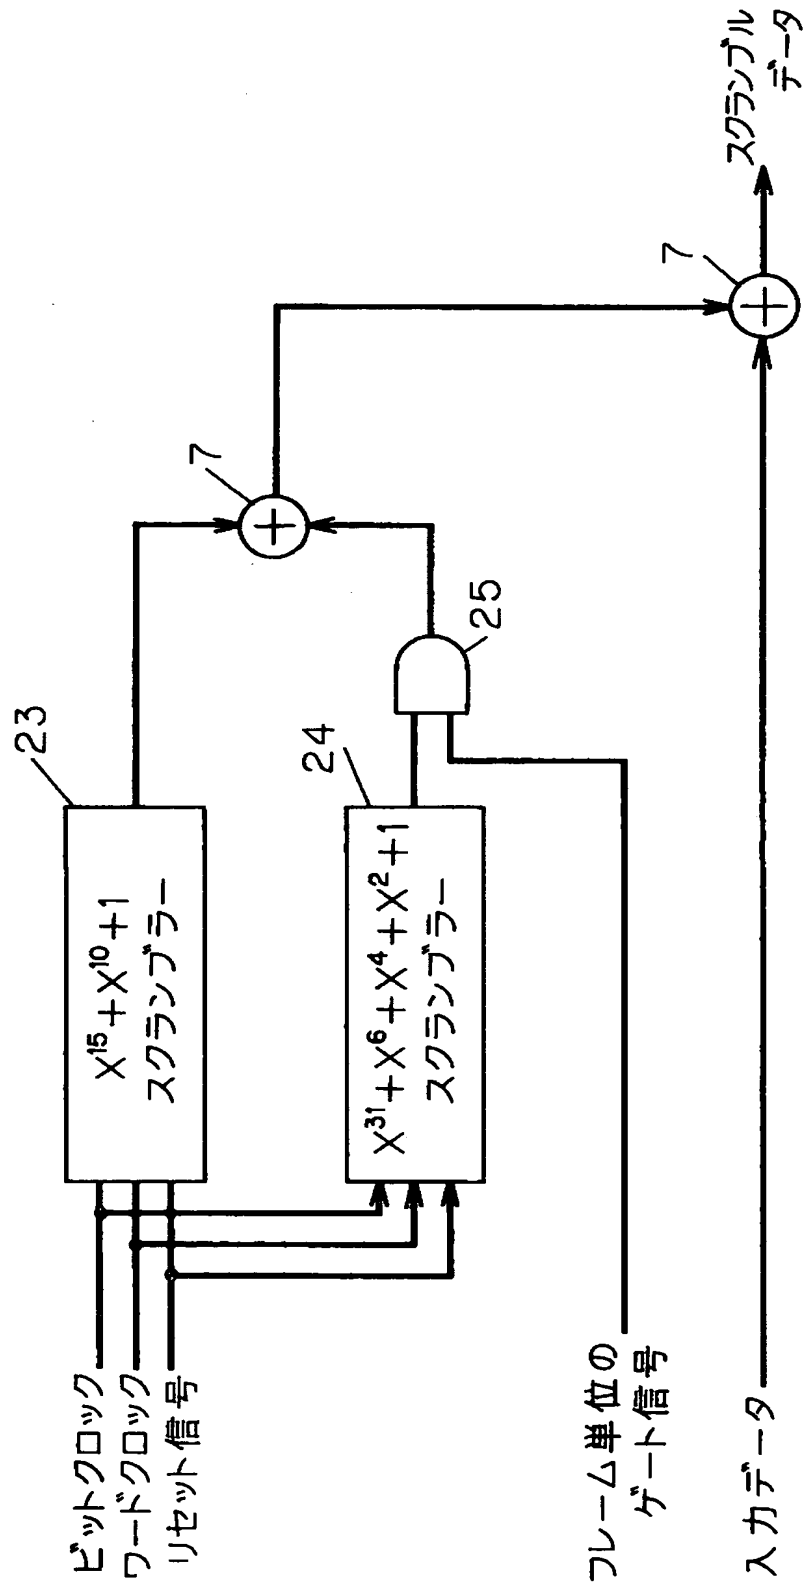 ビットクロック
ワードクロック
リセット信号
23
X¹⁵+X¹⁰+1
スクランブラー
24
X³¹+X⁶+X⁴+X²+1
スクランブラー
25
7
7
フレーム単位の
ゲート信号
入力データ
スクランブル
データ